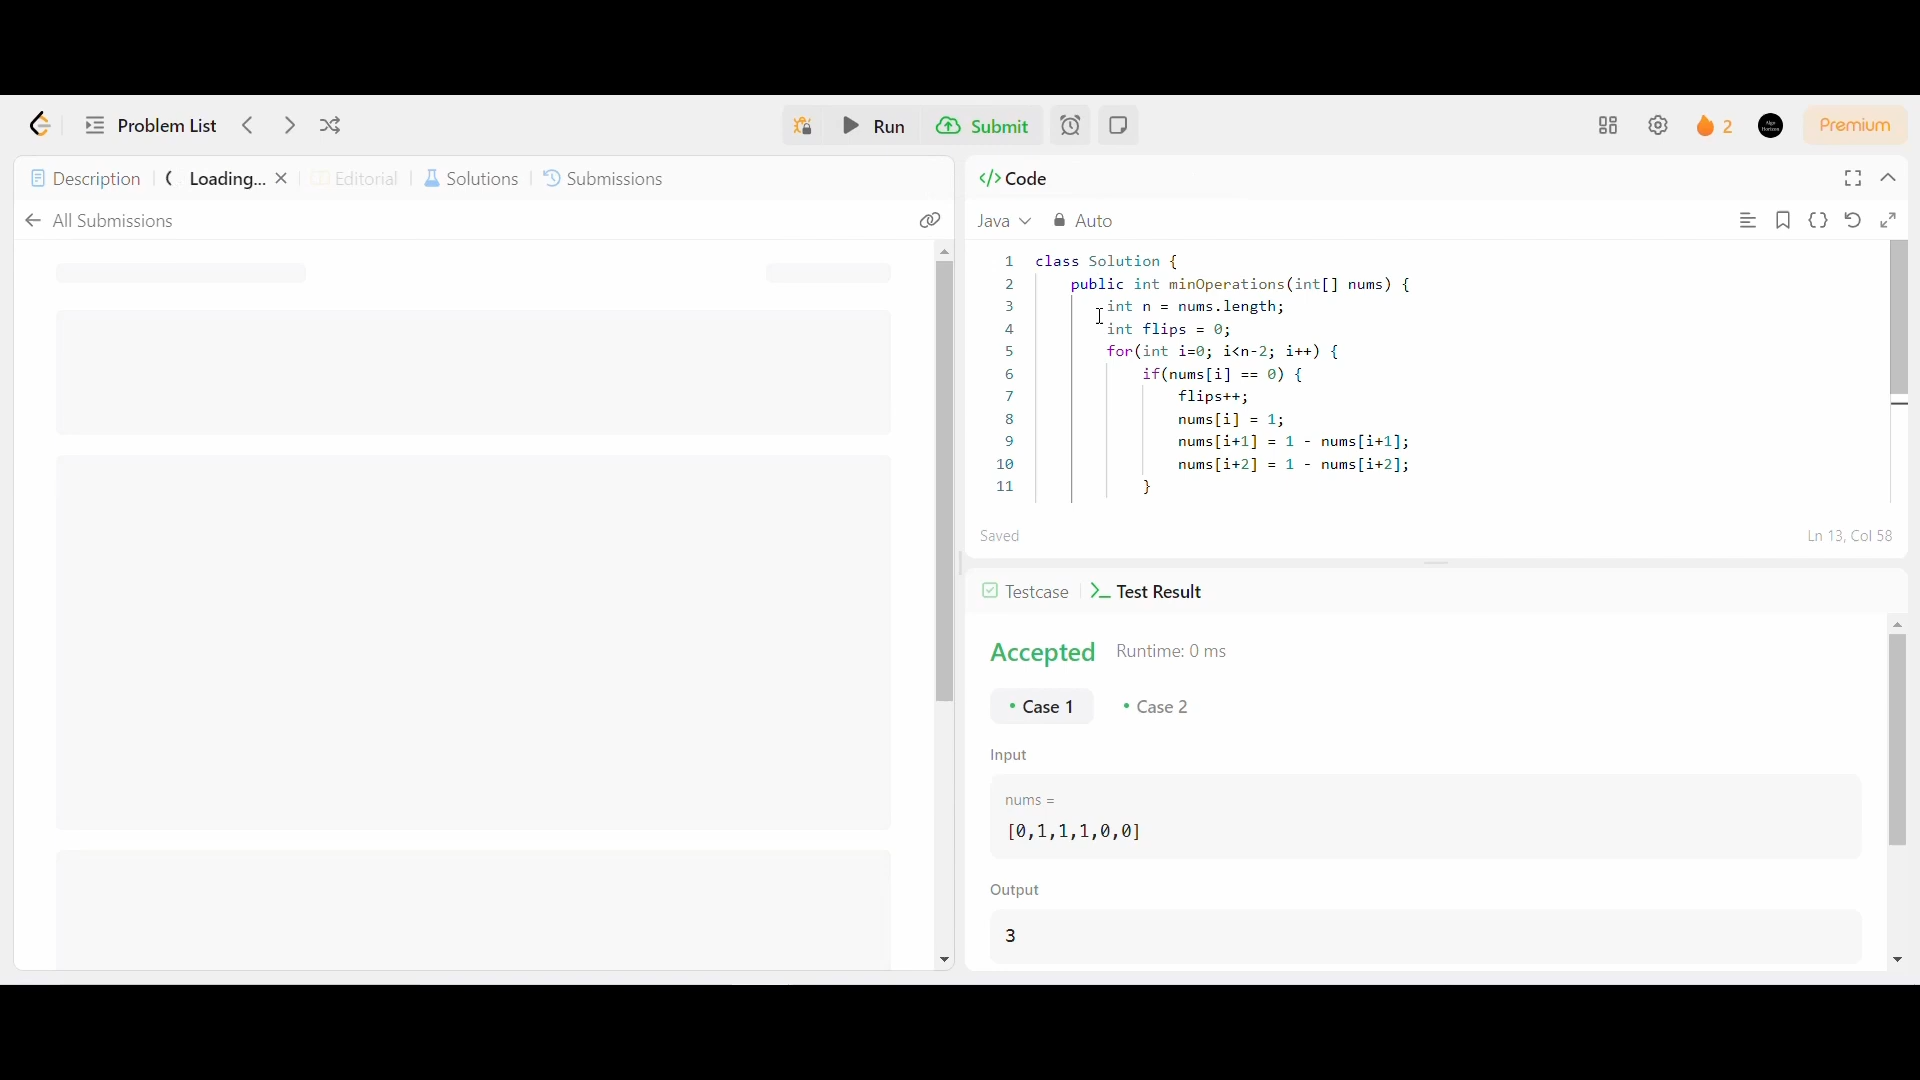 Problem List
Run
Submit
2
Premium
Description
Loading...
Editorial
Solutions
Submissions
All Submissions
</> Code
Java
Auto
1 class Solution {
2 public int minOperations(int[] nums) {
3 int n = nums.length;
4 int flips = 0;
5 for(int i=0; i<n-2; i++) {
6 if(nums[i] == 0) {
7 flips++;
8 nums[i] = 1;
9 nums[i+1] = 1 - nums[i+1];
10 nums[i+2] = 1 - nums[i+2];
11 }
Saved
Ln 13, Col 58
Testcase
Test Result
Accepted Runtime: 0 ms
• Case 1 • Case 2
Input
nums =
[0,1,1,1,0,0]
Output
3